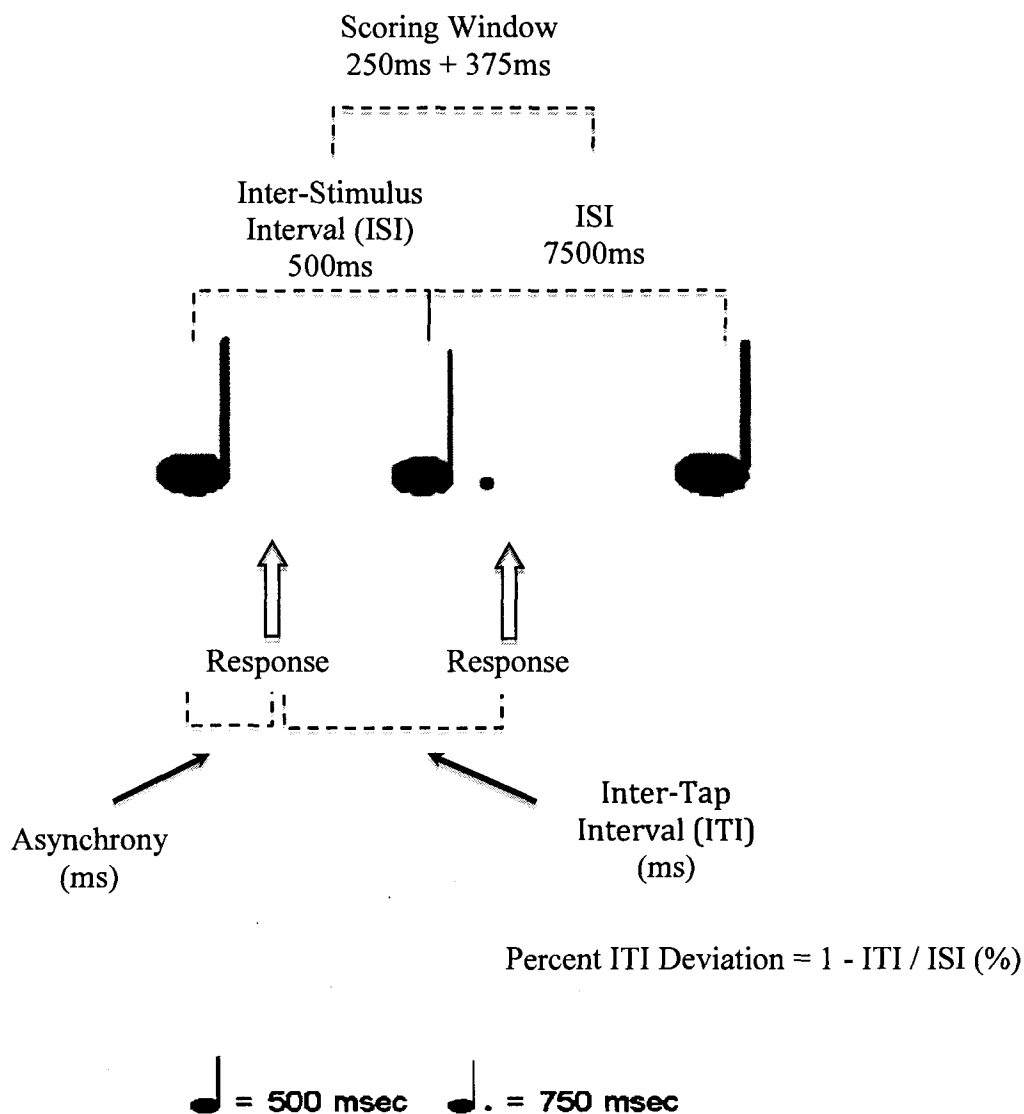 Scoring Window
250ms + 375ms
Inter-Stimulus
Interval (ISI)
500ms
ISI
7500ms
Response
Response
Asynchrony
(ms)
Inter-Tap
Interval (ITI)
(ms)
Percent ITI Deviation = 1 - ITI / ISI (%)
= 500 msec
= 750 msec